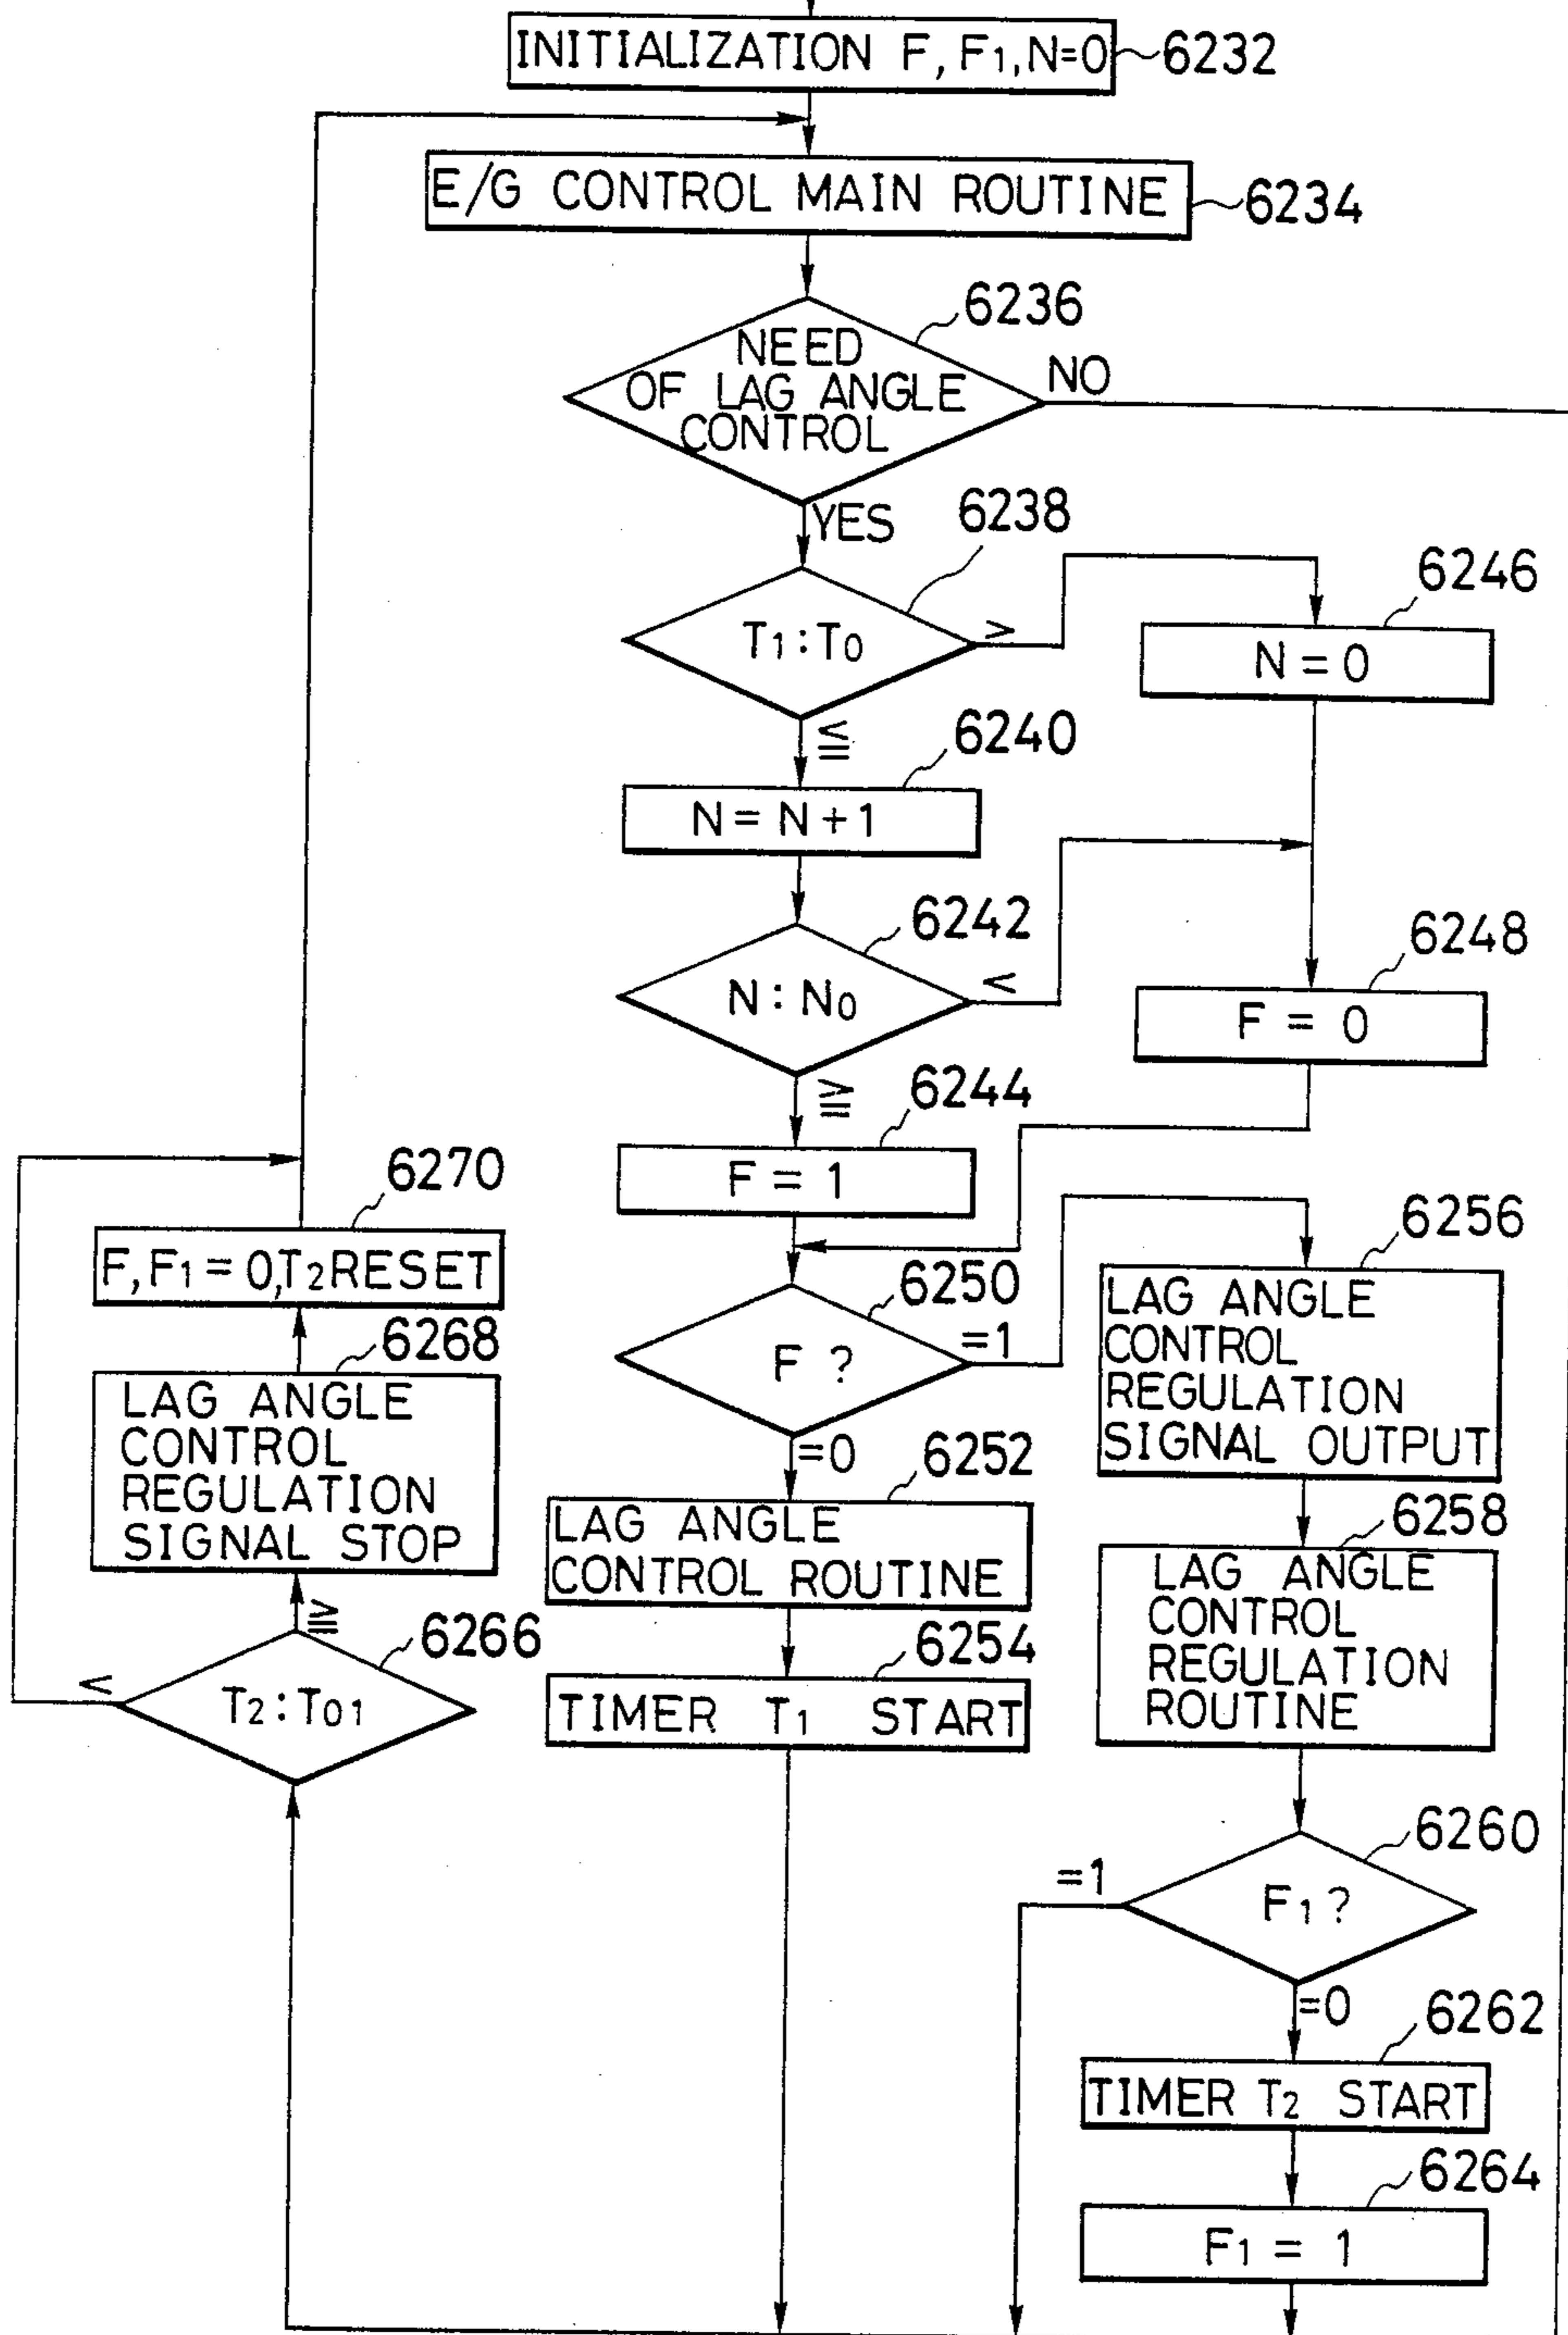 INITIALIZATION F, F1, N=0
6232
E/G CONTROL MAIN ROUTINE
6234
6236
NEED
OF LAG ANGLE
CONTROL
NO
YES
6238
T1:T0
>
6246
N = 0
≦
6240
N = N + 1
6242
N : N0
<
6248
F = 0
≧
6244
F = 1
6270
F, F1 = 0, T2 RESET
6250
F ?
=1
6256
LAG ANGLE
CONTROL
REGULATION
SIGNAL OUTPUT
6268
LAG ANGLE
CONTROL
REGULATION
SIGNAL STOP
=0
6252
LAG ANGLE
CONTROL ROUTINE
6258
LAG ANGLE
CONTROL
REGULATION
ROUTINE
≧
6266
T2:T01
<
6254
TIMER T1 START
6260
F1 ?
=1
=0
6262
TIMER T2 START
6264
F1 = 1